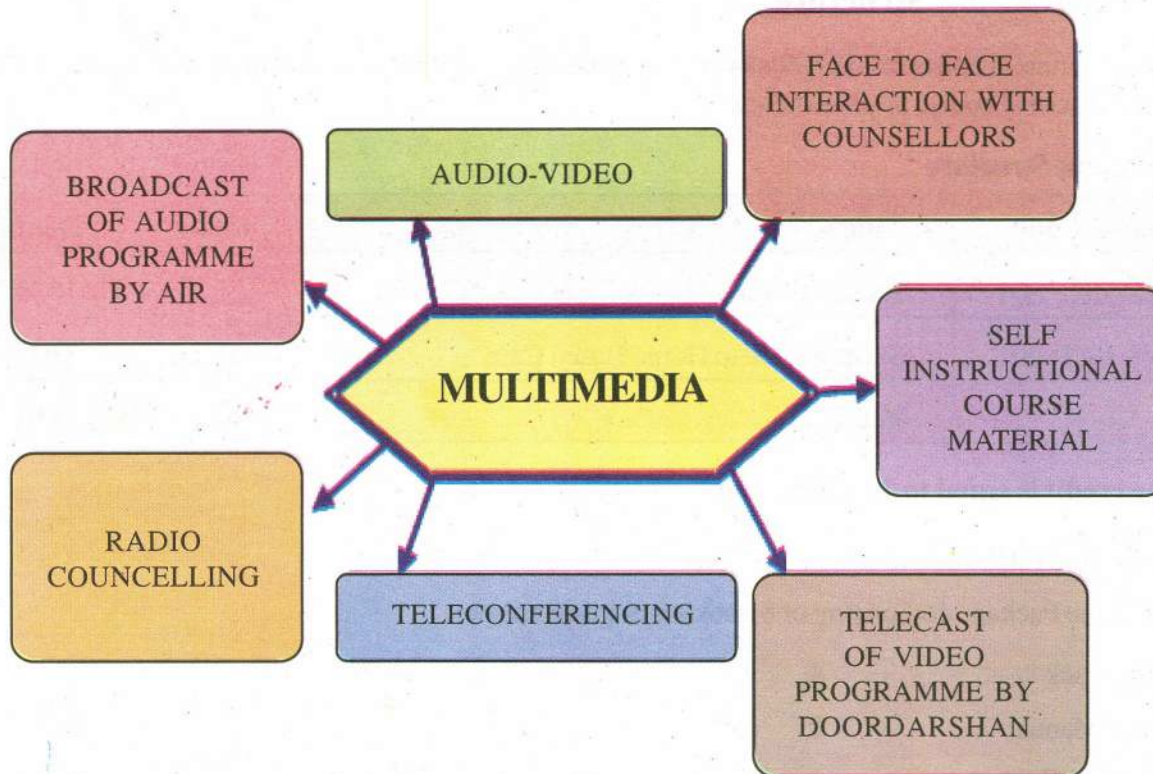 FACE TO FACE
INTERACTION WITH
COUNSELLORS
AUDIO-VIDEO
BROADCAST
OF AUDIO
PROGRAMME
BY AIR
MULTIMEDIA
SELF
INSTRUCTIONAL
COURSE
MATERIAL
RADIO
COUNCELLING
TELECONFERENCING
TELECAST
OF VIDEO
PROGRAMME BY
DOORDARSHAN